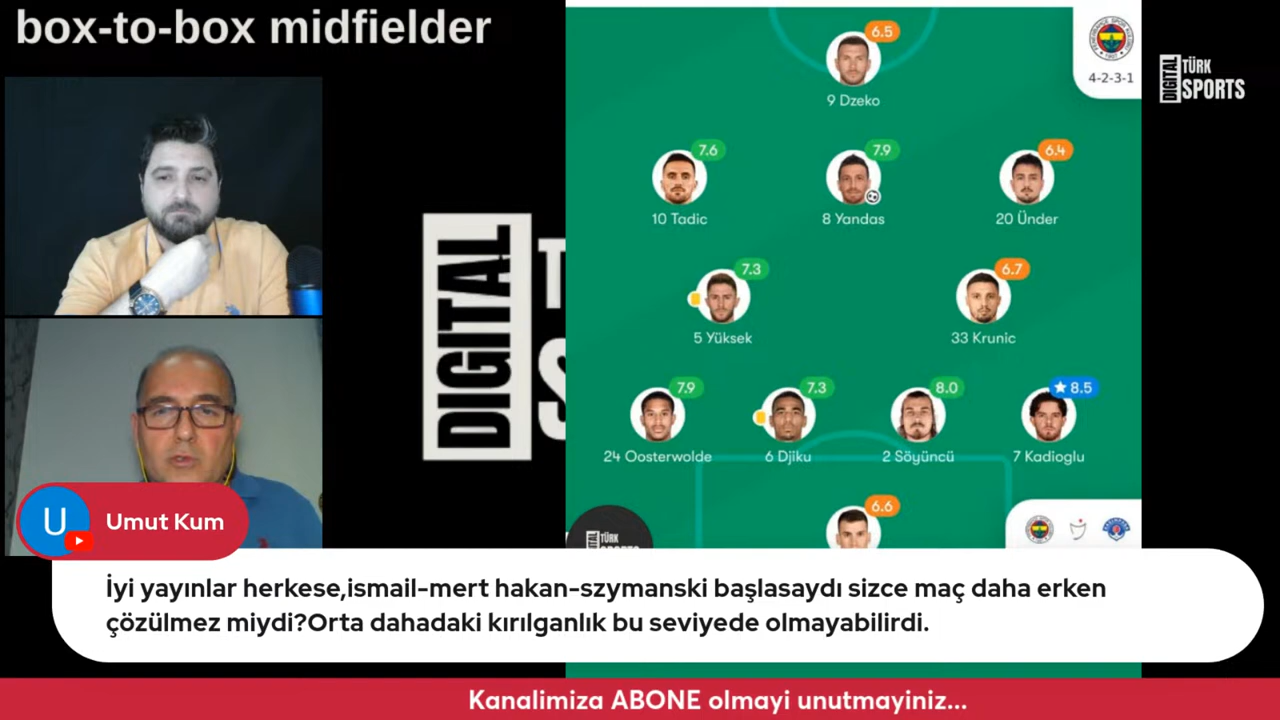 box-to-box midfielder
DIGITAL
TÜRK
SPORTS
4-2-3-1
6.5
9 Dzeko
7.6
7.9
6.4
10 Tadic
8 Yandas
20 Ünder
7.3
6.7
5 Yüksek
33 Krunic
7.9
7.3
8.0
8.5
24 Oosterwolde
6 Djiku
2 Söyüncü
7 Kadioglu
6.6
DIGITAL
TÜRK
U
Umut Kum
İyi yayınlar herkese,ismail-mert hakan-szymanski başlasaydı sizce maç daha erken
çözülmez miydi?Orta dahadaki kırılganlık bu seviyede olmayabilirdi.
Kanalimiza ABONE olmayi unutmayiniz...